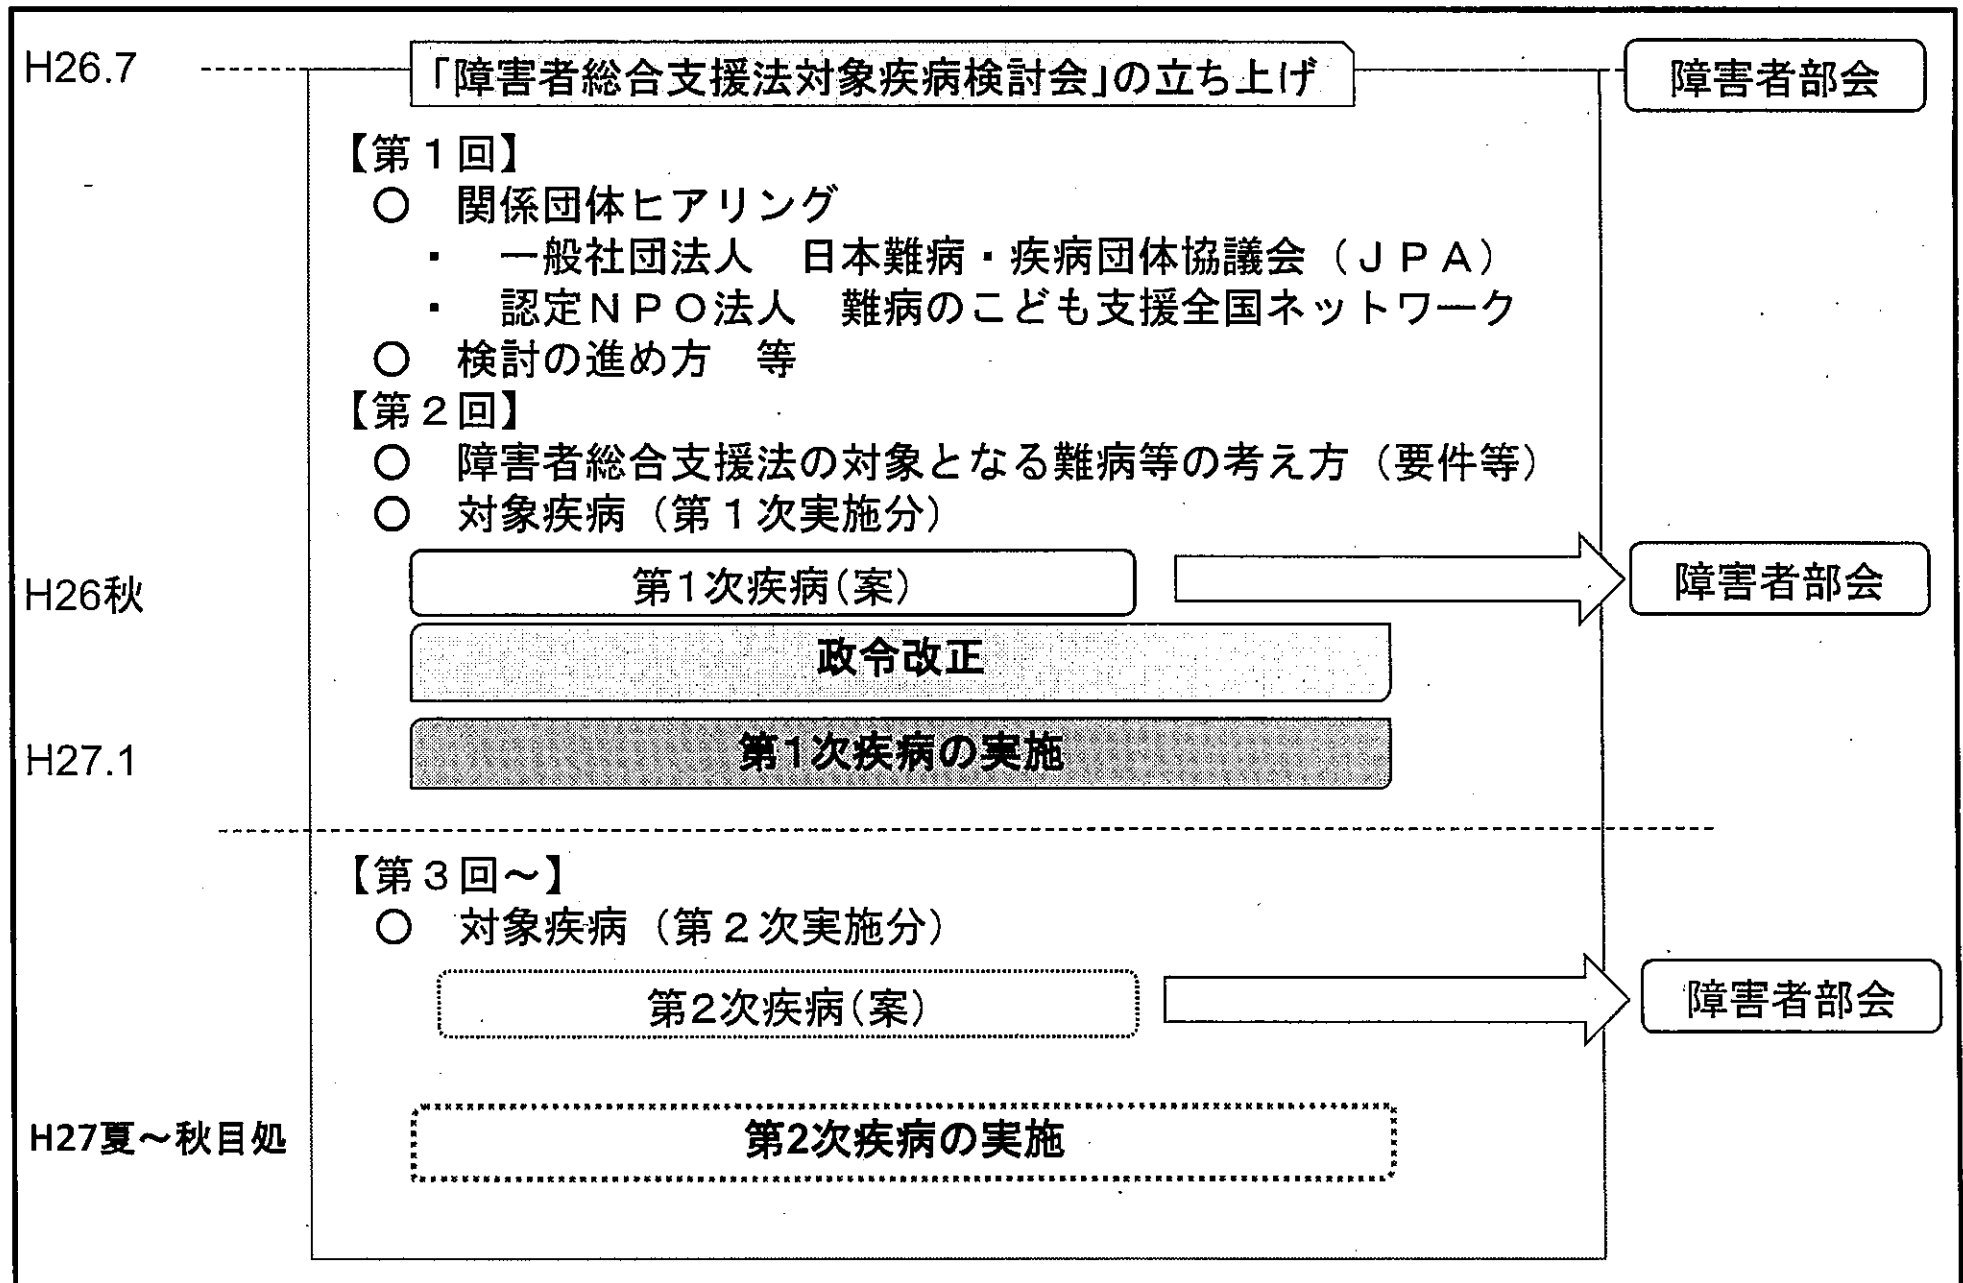 H26.7
「障害者総合支援法対象疾病検討会」の立ち上げ
障害者部会
【第１回】
○　関係団体ヒアリング
・　一般社団法人　日本難病・疾病団体協議会（ＪＰＡ）
・　認定ＮＰＯ法人　難病のこども支援全国ネットワーク
○　検討の進め方　等
【第２回】
○　障害者総合支援法の対象となる難病等の考え方（要件等）
○　対象疾病（第１次実施分）
H26秋
第1次疾病(案)
障害者部会
政令改正
H27.1
第1次疾病の実施
【第３回～】
○　対象疾病（第２次実施分）
第2次疾病(案)
障害者部会
H27夏～秋目処
第2次疾病の実施